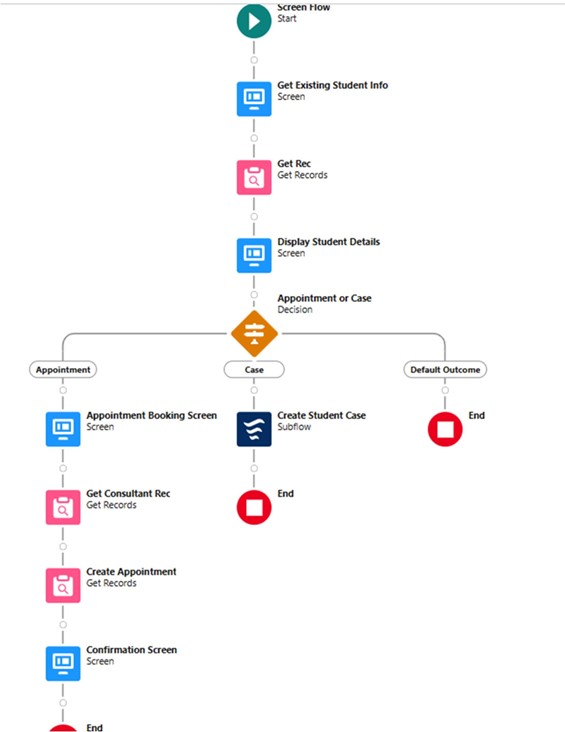 Screen Flow
Start
Get Existing Student Info
Screen
Get Rec
Get Records
Display Student Details
Screen
Appointment or Case
Decision
Appointment
Case
Default Outcome
Appointment Booking Screen
Screen
Create Student Case
Subflow
End
Get Consultant Rec
Get Records
End
Create Appointment
Get Records
Confirmation Screen
Screen
End